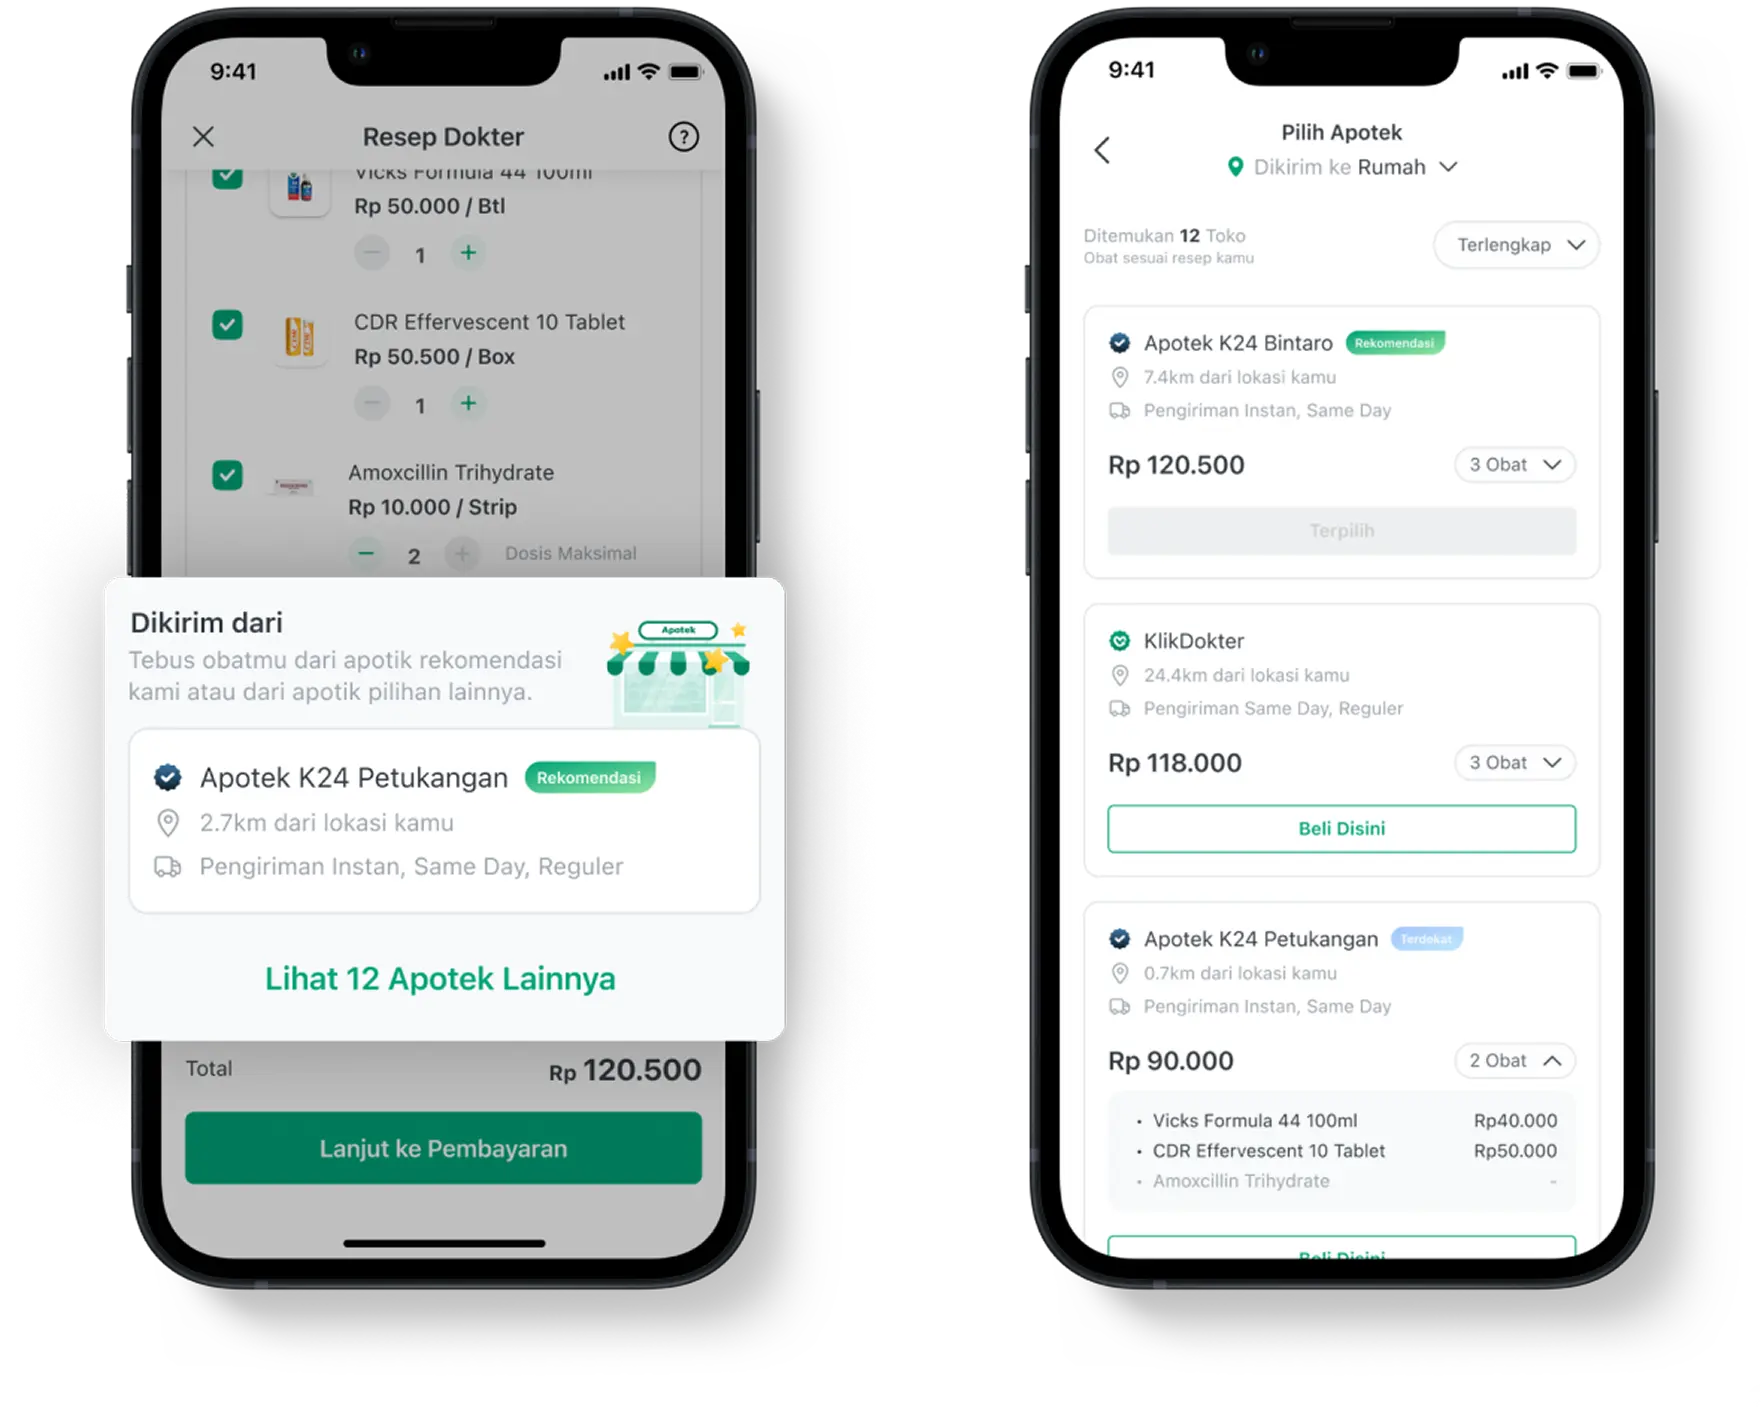 9:41
Resep Dokter
?
Vicks Formula 44 100ml
Rp 50.000 / Btl
1
CDR Effervescent 10 Tablet
Rp 50.500 / Box
1
Amoxcillin Trihydrate
Rp 10.000 / Strip
2
Dosis Maksimal
Dikirim dari
Tebus obatmu dari apotik rekomendasi
kami atau dari apotik pilihan lainnya.
Apotek
Apotek K24 Petukangan Rekomendasi
2.7km dari lokasi kamu
Pengiriman Instan, Same Day, Reguler
Lihat 12 Apotek Lainnya
Total Rp 120.500
Lanjut ke Pembayaran
9:41
Pilih Apotek
Dikirim ke Rumah
Ditemukan 12 Toko
Obat sesuai resep kamu
Terlengkap
Apotek K24 Bintaro Rekomendasi
7.4km dari lokasi kamu
Pengiriman Instan, Same Day
Rp 120.500 3 Obat
Terpilih
KlikDokter
24.4km dari lokasi kamu
Pengiriman Same Day, Reguler
Rp 118.000 3 Obat
Beli Disini
Apotek K24 Petukangan Terdekat
0.7km dari lokasi kamu
Pengiriman Instan, Same Day
Rp 90.000 2 Obat
• Vicks Formula 44 100ml Rp40.000
• CDR Effervescent 10 Tablet Rp50.000
• Amoxcillin Trihydrate -
Beli Disini